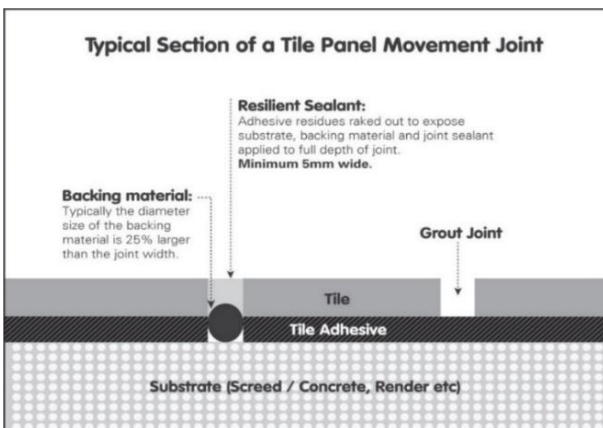 Typical Section of a Tile Panel Movement Joint
Resilient Sealant:
Adhesive residues raked out to expose
substrate, backing material and joint sealant
applied to full depth of joint.
Minimum 5mm wide.
Backing material:
Typically the diameter
size of the backing
material is 25% larger
than the joint width.
Grout Joint
Tile
Tile Adhesive
Substrate (Screed / Concrete, Render etc)